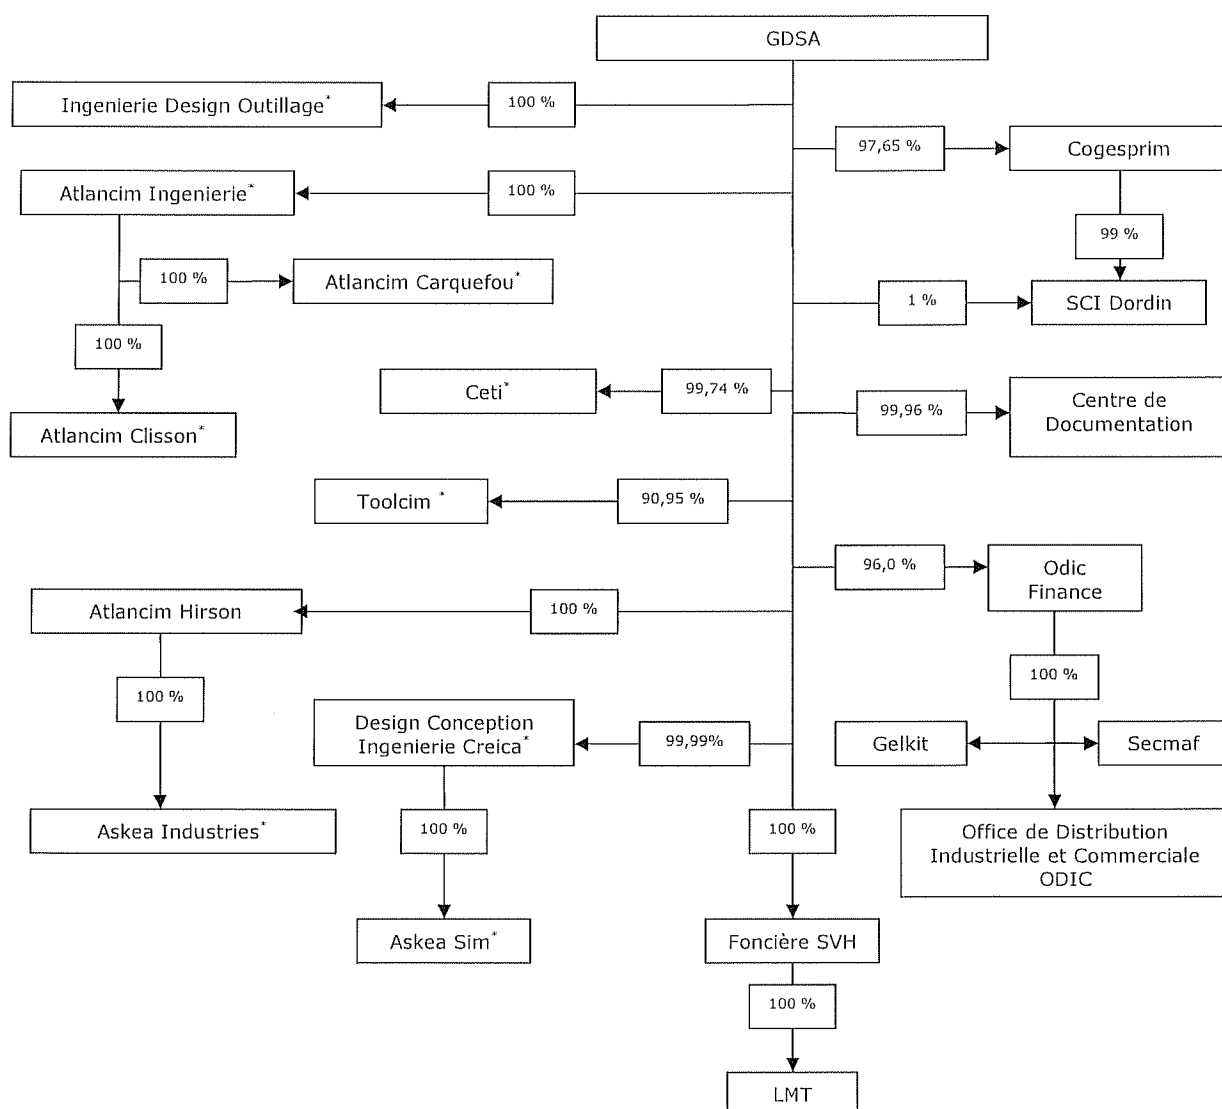 GDSA
Ingenierie Design Outillage*
100 %
97,65 %
Cogesprim
Atlancim Ingenierie*
100 %
99 %
100 %
Atlancim Carquefou*
1 %
SCI Dordin
100 %
Ceti*
99,74 %
99,96 %
Centre de
Documentation
Atlancim Clisson*
Toolcim *
90,95 %
96,0 %
Odic
Finance
Atlancim Hirson
100 %
100 %
100 %
Design Conception
Ingenierie Creica*
99,99%
Gelkit
Secmaf
Askea Industries*
100 %
100 %
Office de Distribution
Industrielle et Commerciale
ODIC
Askea Sim*
Foncière SVH
100 %
LMT